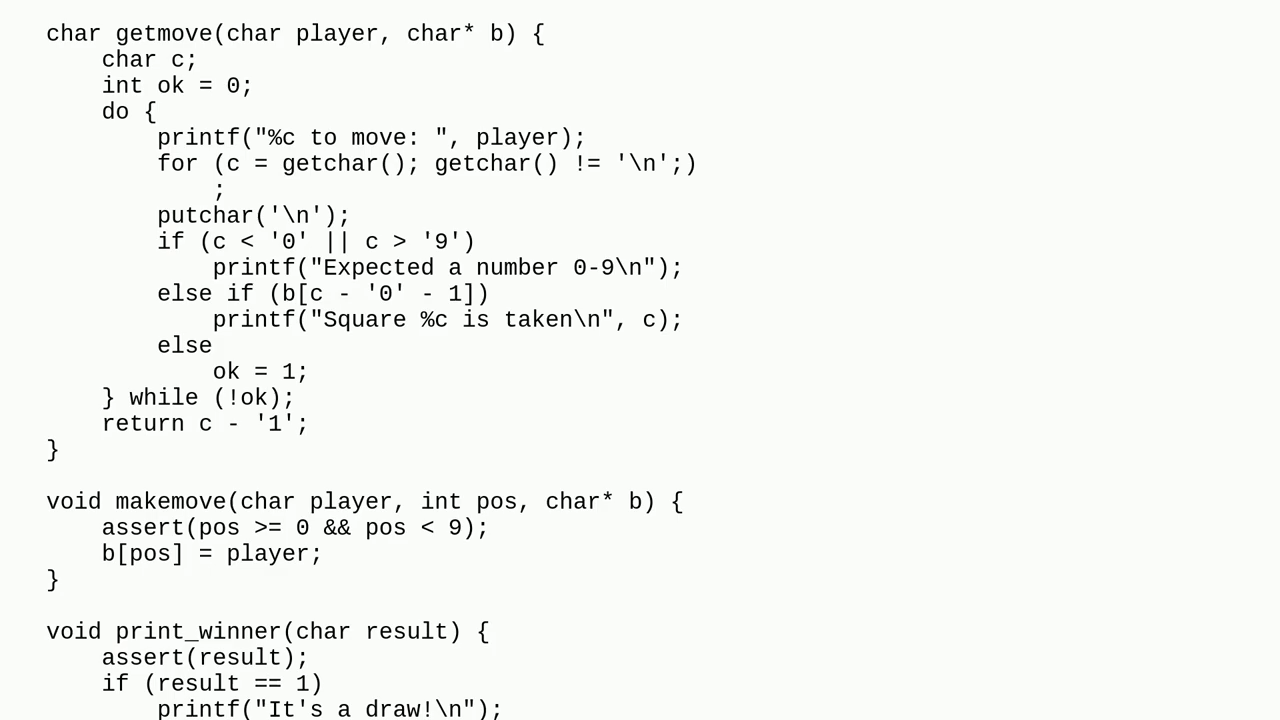 char getmove(char player, char* b) {
    char c;
    int ok = 0;
    do {
        printf("%c to move: ", player);
        for (c = getchar(); getchar() != '\n';)
            ;
        putchar('\n');
        if (c < '0' || c > '9')
            printf("Expected a number 0-9\n");
        else if (b[c - '0' - 1])
            printf("Square %c is taken\n", c);
        else
            ok = 1;
    } while (!ok);
    return c - '1';
}

void makemove(char player, int pos, char* b) {
    assert(pos >= 0 && pos < 9);
    b[pos] = player;
}

void print_winner(char result) {
    assert(result);
    if (result == 1)
        printf("It's a draw!\n");